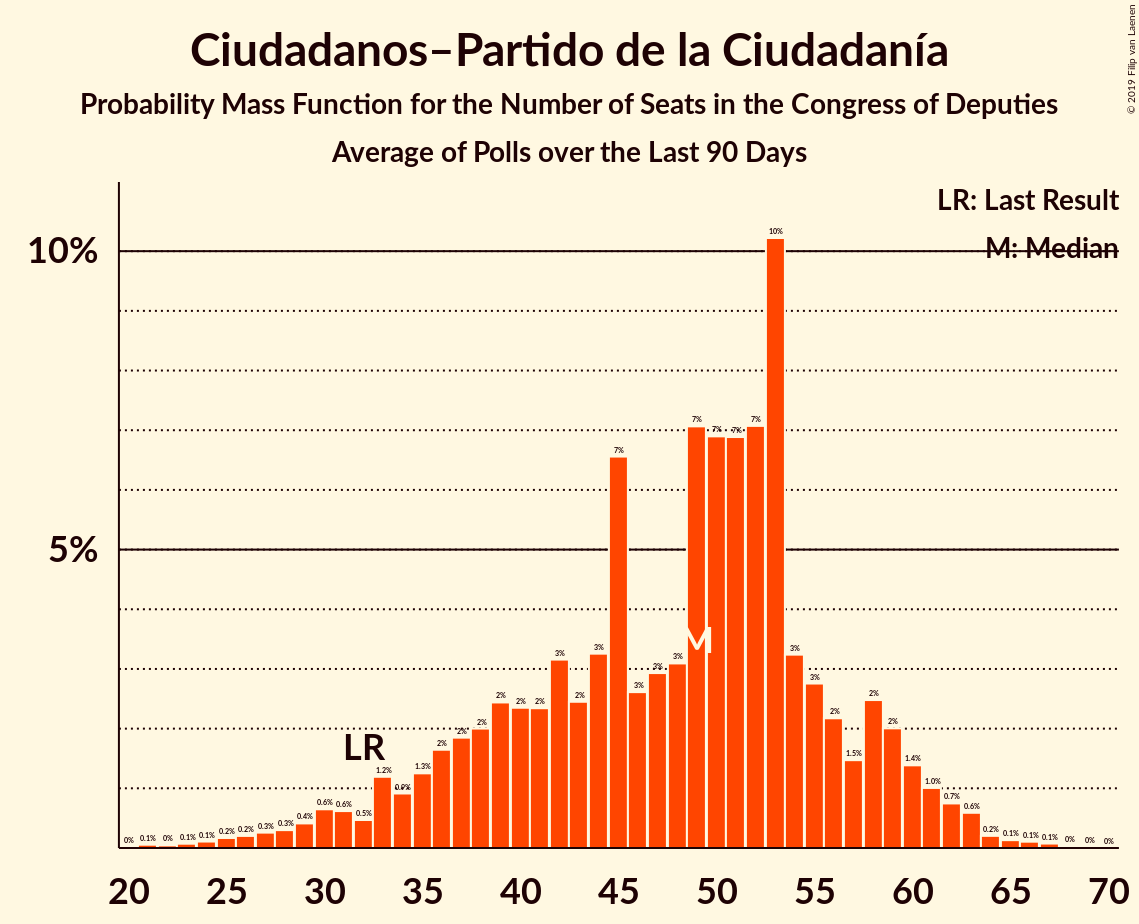 Ciudadanos–Partido de la Ciudadanía
Probability Mass Function for the Number of Seats in the Congress of Deputies
Average of Polls over the Last 90 Days
© 2019 Filip van Laenen
LR: Last Result
M: Median
10%
5%
LR
M
0% 0.1% 0% 0.1% 0.1% 0.2% 0.2% 0.3% 0.3% 0.4% 0.6% 0.6% 0.5% 1.2% 0.9% 1.3% 2% 2% 2% 2% 2% 2% 3% 2% 3% 7% 3% 3% 3% 7% 7% 7% 7% 10% 3% 3% 2% 1.5% 2% 2% 1.4% 1.0% 0.7% 0.6% 0.2% 0.1% 0.1% 0.1% 0% 0% 0%
20 25 30 35 40 45 50 55 60 65 70